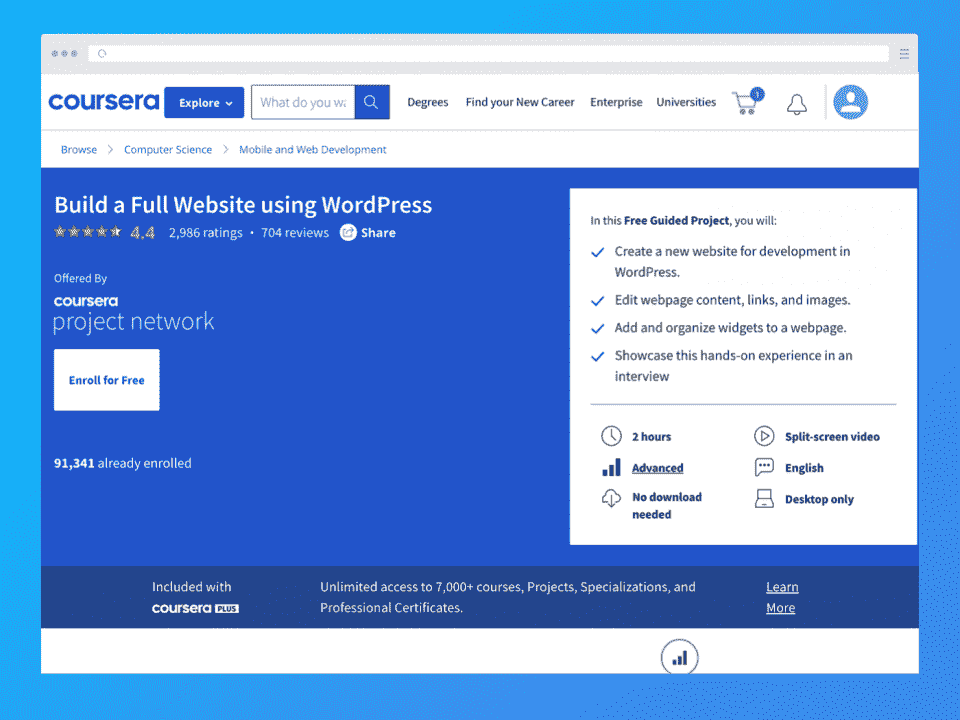 coursera
Explore
What do you wa
Degrees
Find your New Career
Enterprise
Universities
1
Browse > Computer Science > Mobile and Web Development
Build a Full Website using WordPress
4.4 2,986 ratings • 704 reviews Share
Offered By
coursera
project network
Enroll for Free
91,341 already enrolled
In this Free Guided Project, you will:
Create a new website for development in
WordPress.
Edit webpage content, links, and images.
Add and organize widgets to a webpage.
Showcase this hands-on experience in an
interview
2 hours
Split-screen video
Advanced
English
No download
needed
Desktop only
Included with
coursera PLUS
Unlimited access to 7,000+ courses, Projects, Specializations, and
Professional Certificates.
Learn
More